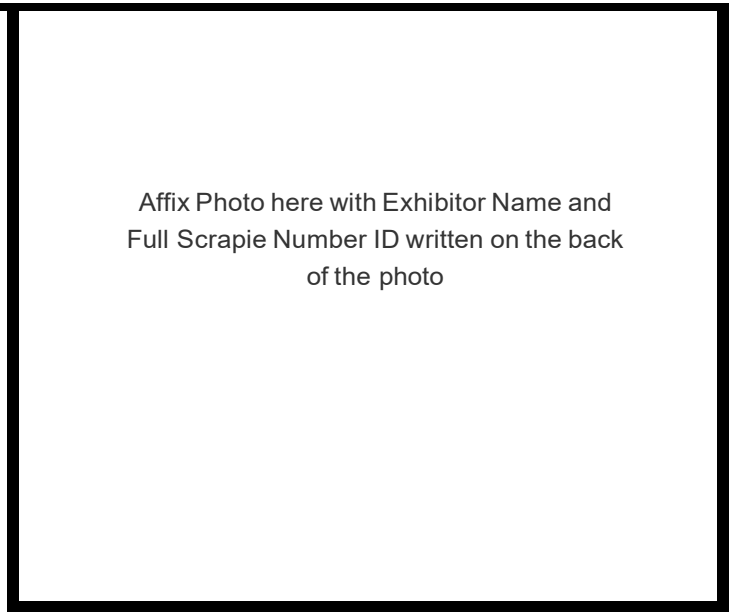 Affix Photo here with Exhibitor Name and
Full Scrapie Number ID written on the back
of the photo